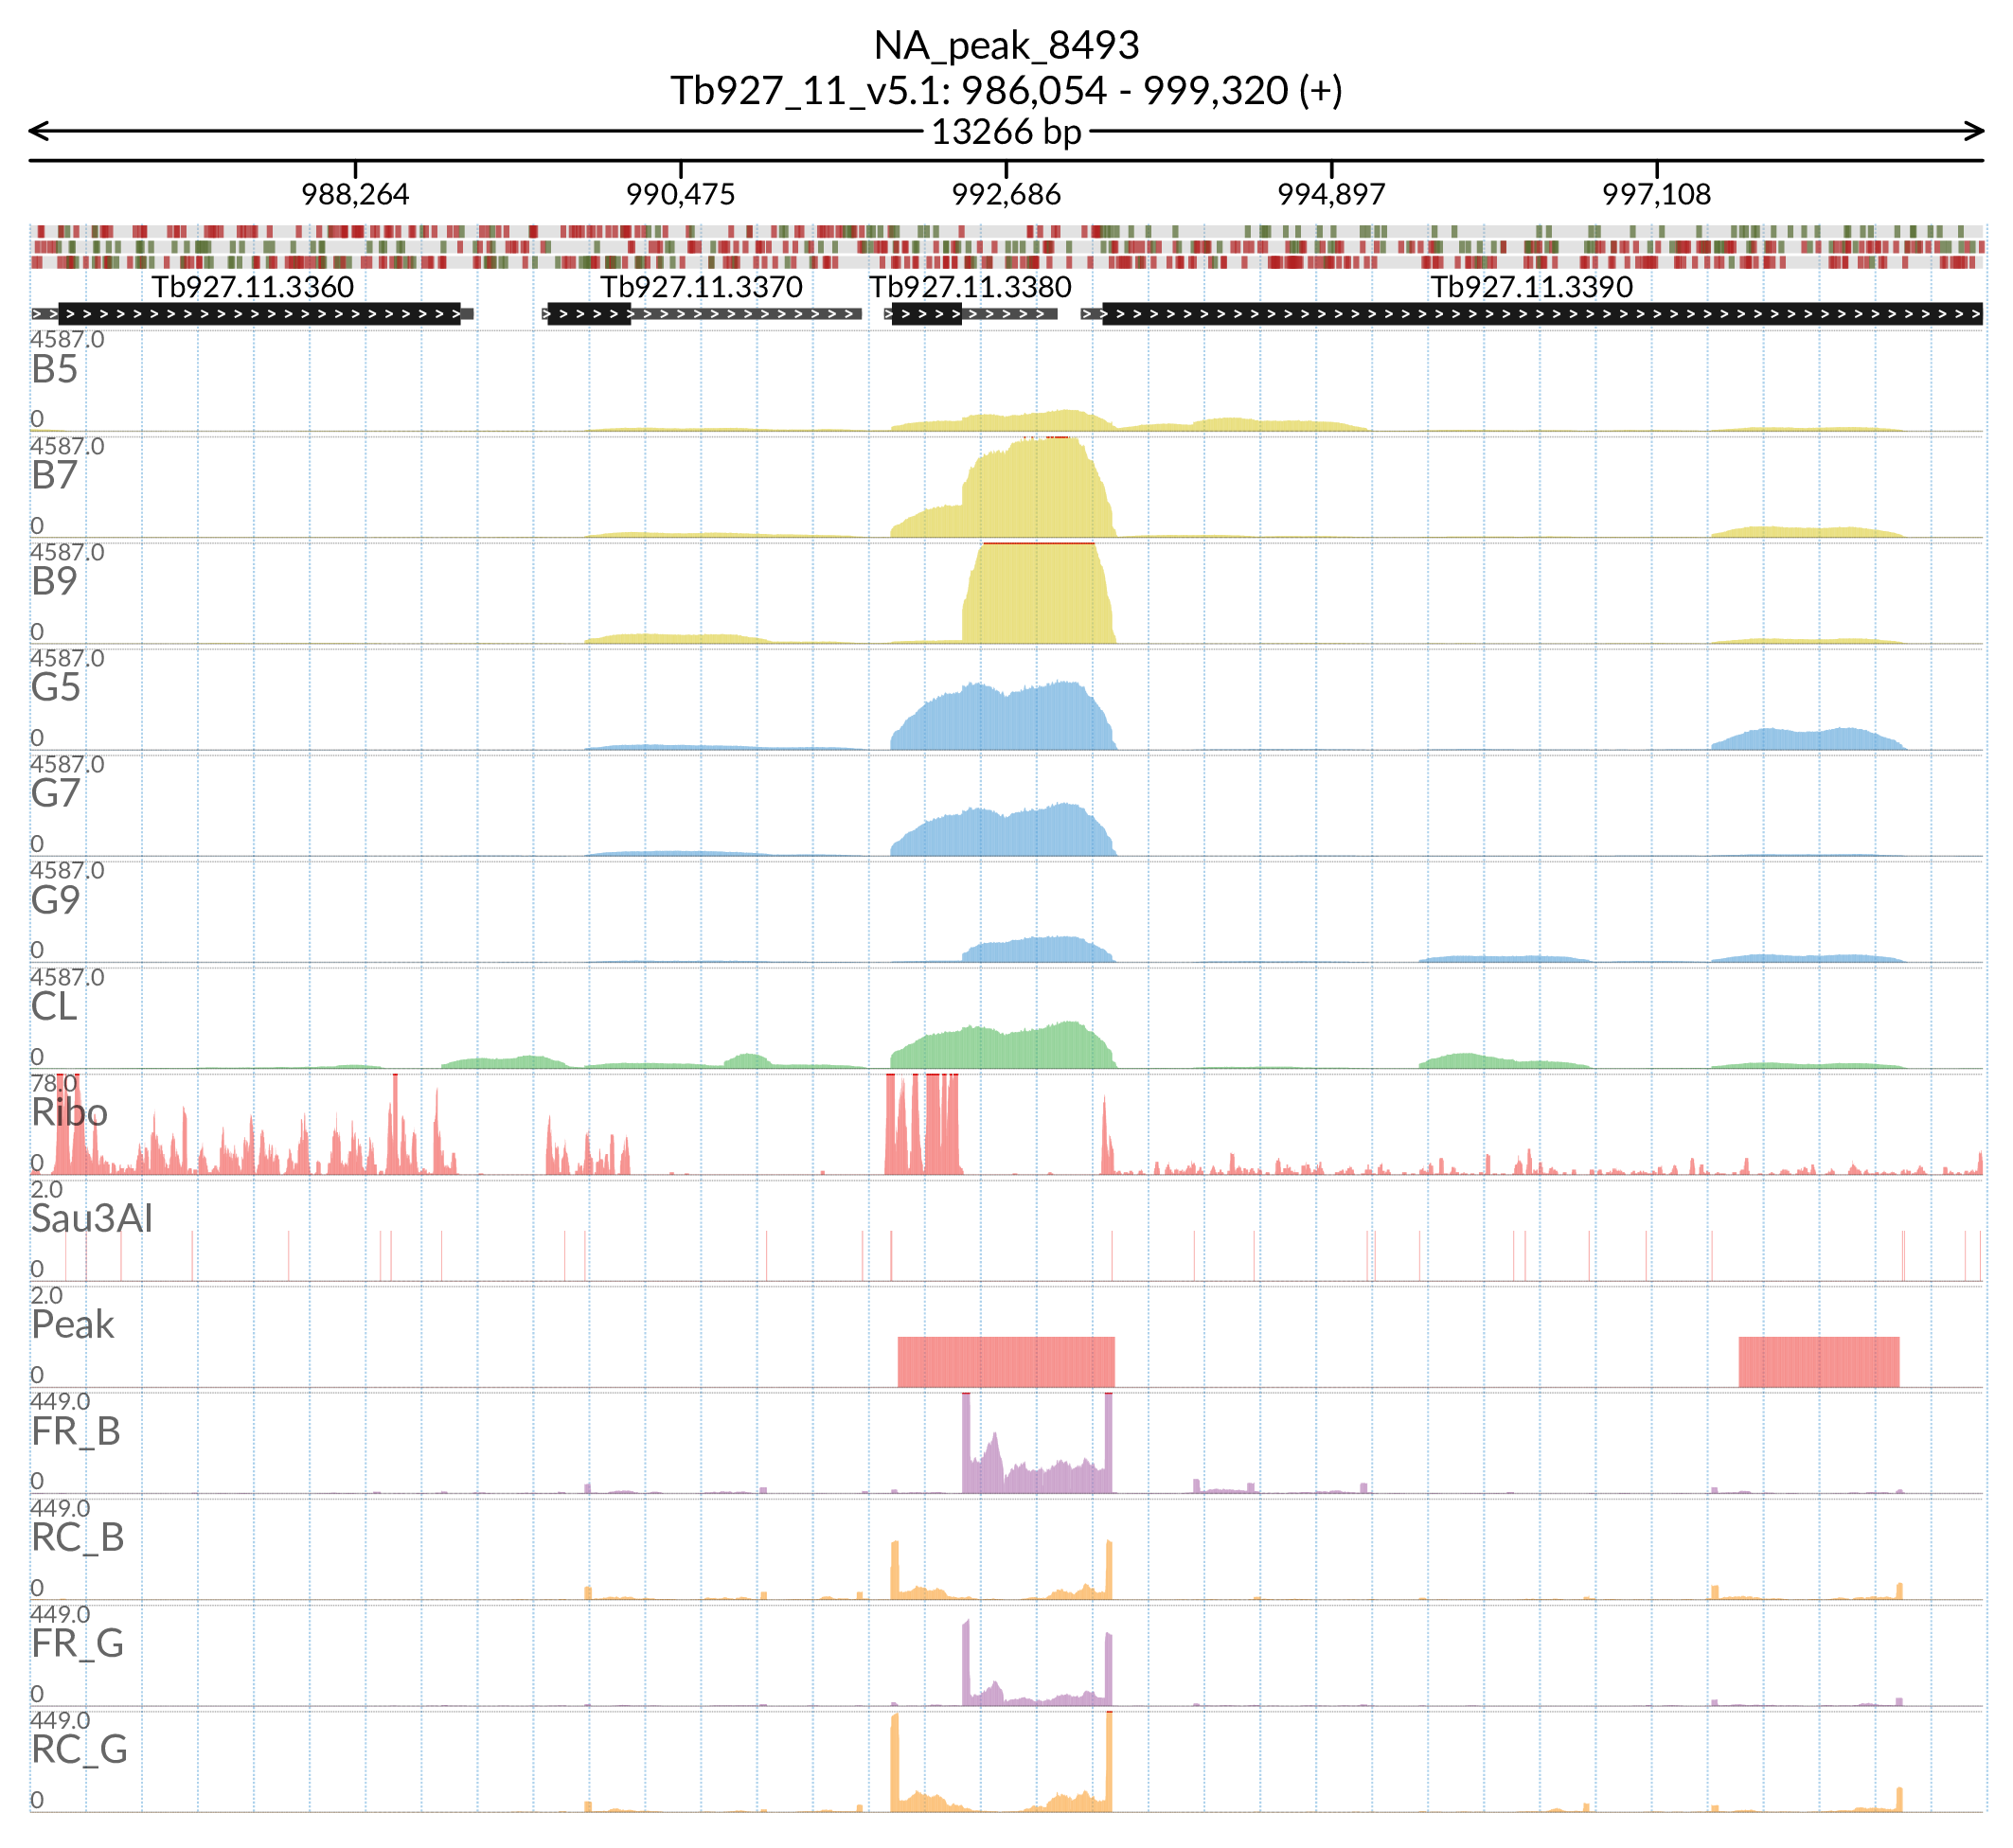 NA_peak_8493
Tb927_11_v5.1: 986,054 - 999,320 (+)
13266 bp
988,264 990,475 992,686 994,897 997,108
Tb927.11.3360 Tb927.11.3370 Tb927.11.3380 Tb927.11.3390
4587.0
B5
0
4587.0
B7
0
4587.0
B9
0
4587.0
G5
0
4587.0
G7
0
4587.0
G9
0
4587.0
CL
0
78.0
Ribo
0
2.0
Sau3AI
0
2.0
Peak
0
449.0
FR_B
0
449.0
RC_B
0
449.0
FR_G
0
449.0
RC_G
0